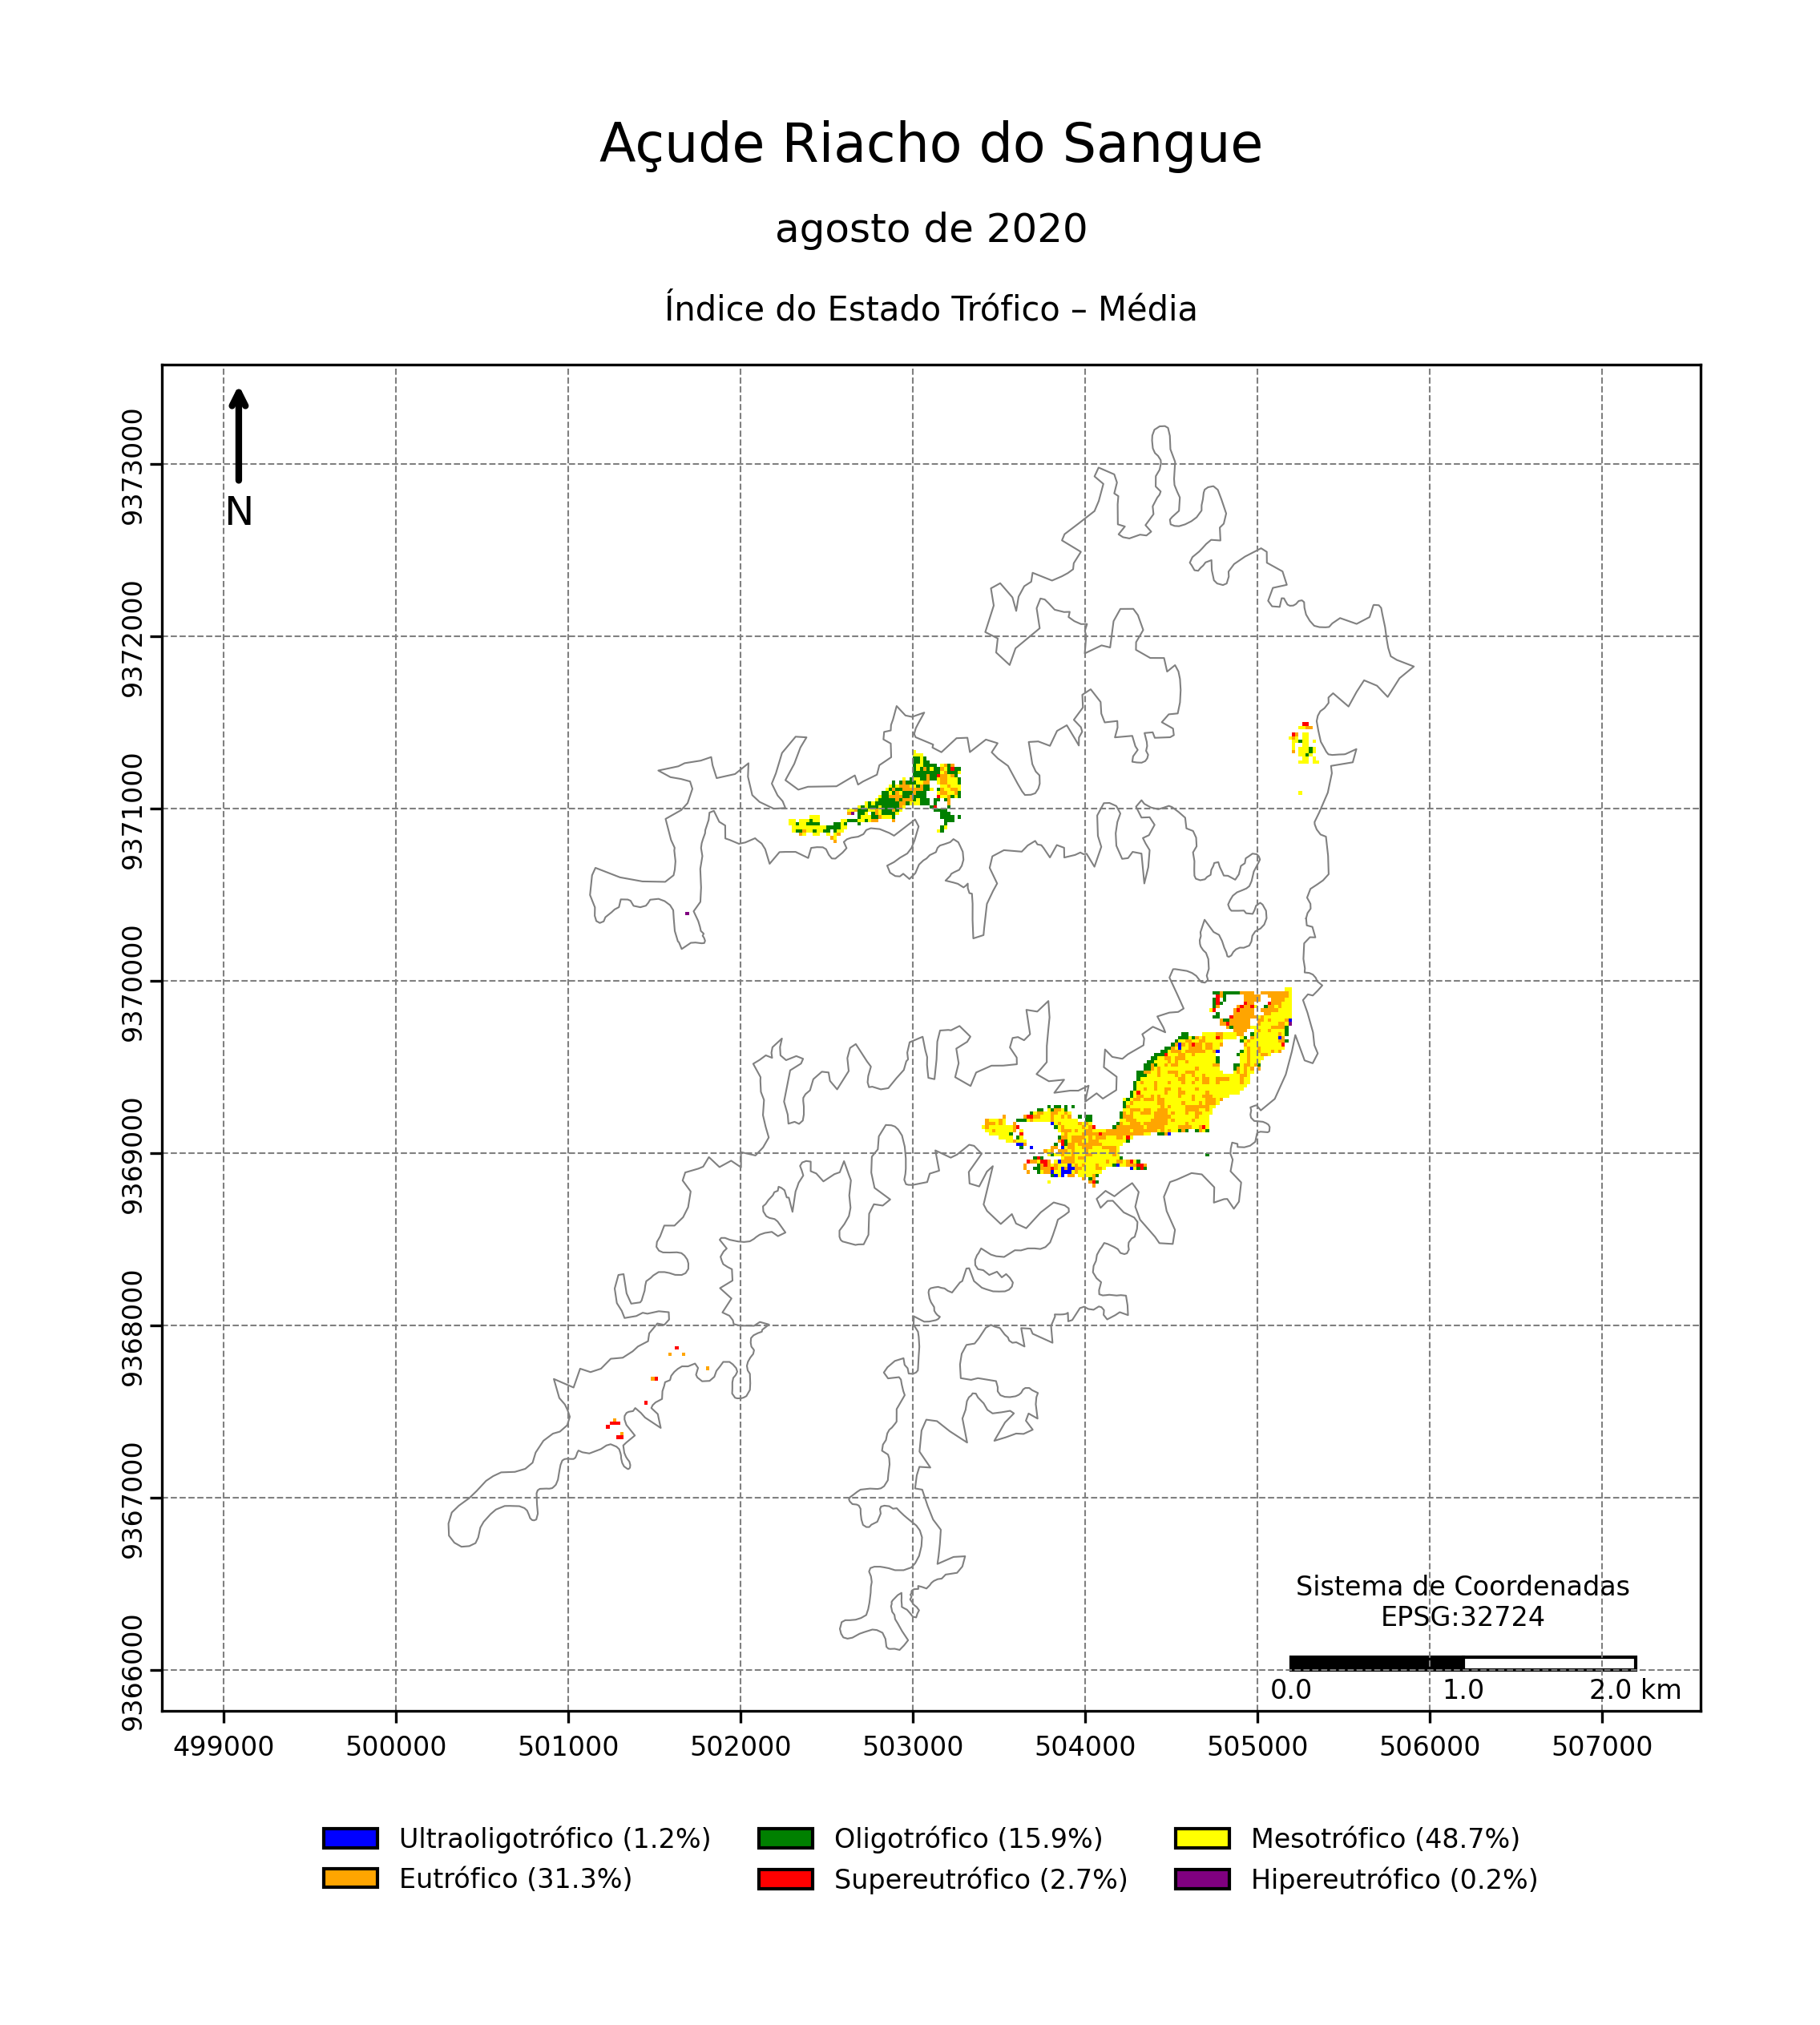 Açude Riacho do Sangue
agosto de 2020
Índice do Estado Trófico – Média
N
9373000
9372000
9371000
9370000
9369000
9368000
9367000
9366000
Sistema de Coordenadas
EPSG:32724
0.0 1.0 2.0 km
499000 500000 501000 502000 503000 504000 505000 506000 507000
Ultraoligotrófico (1.2%) Oligotrófico (15.9%) Mesotrófico (48.7%)
Eutrófico (31.3%) Supereutrófico (2.7%) Hipereutrófico (0.2%)